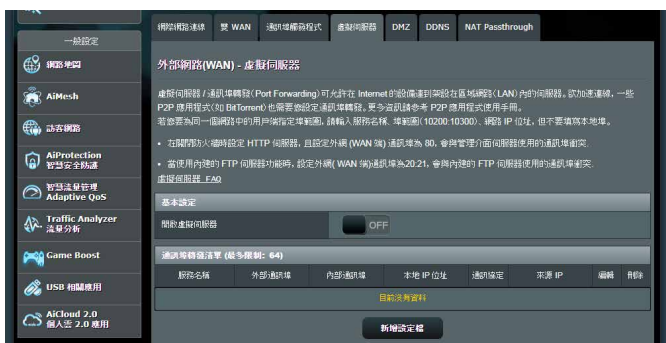 網際網路連線 雙 WAN 通訊埠觸發程式 虛擬伺服器 DMZ DDNS NAT Passthrough
一般設定
網路地圖
AiMesh
訪客網路
AiProtection
智慧安全防護
智慧流量管理
Adaptive QoS
Traffic Analyzer
流量分析
Game Boost
USB 相關應用
AiCloud 2.0
個人雲 2.0 應用
外部網路(WAN) - 虛擬伺服器
虛擬伺服器 / 通訊埠轉發(Port Forwarding)可允許在 Internet 的設備連到架設在區域網路(LAN) 內的伺服器。欲加速連線，一些
P2P 應用程式(如 BitTorrent) 也需要您設定通訊埠轉發。更多資訊請參考 P2P 應用程式使用手冊。
若您要為同一個網路中的用戶端指定埠範圍，請輸入服務名稱、埠範圍(10200:10300)、網路 IP 位址，但不要填寫本地埠。
• 在關閉防火牆時設定 HTTP 伺服器，且設定外網 (WAN 端) 通訊埠為 80，會與管理介面伺服器使用的通訊埠衝突.
• 當使用內建的 FTP 伺服器功能時，設定外網( WAN 端)通訊埠為20:21，會與內建的 FTP 伺服器使用的通訊埠衝突.
虛擬伺服器 FAQ
基本設定
開啟虛擬伺服器 OFF
通訊埠轉發清單 (最多限制: 64)
服務名稱 外部通訊埠 內部通訊埠 本地 IP 位址 通訊協定 來源 IP 編輯 刪除
目前沒有資料
新增設定檔